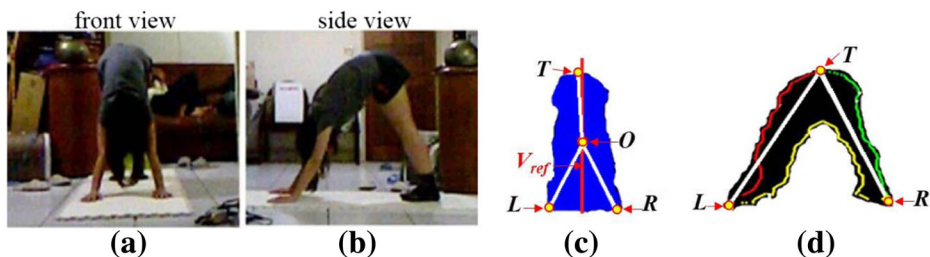 front view
side view
T
O
V_ref
L
R
T
L
R
(a)
(b)
(c)
(d)